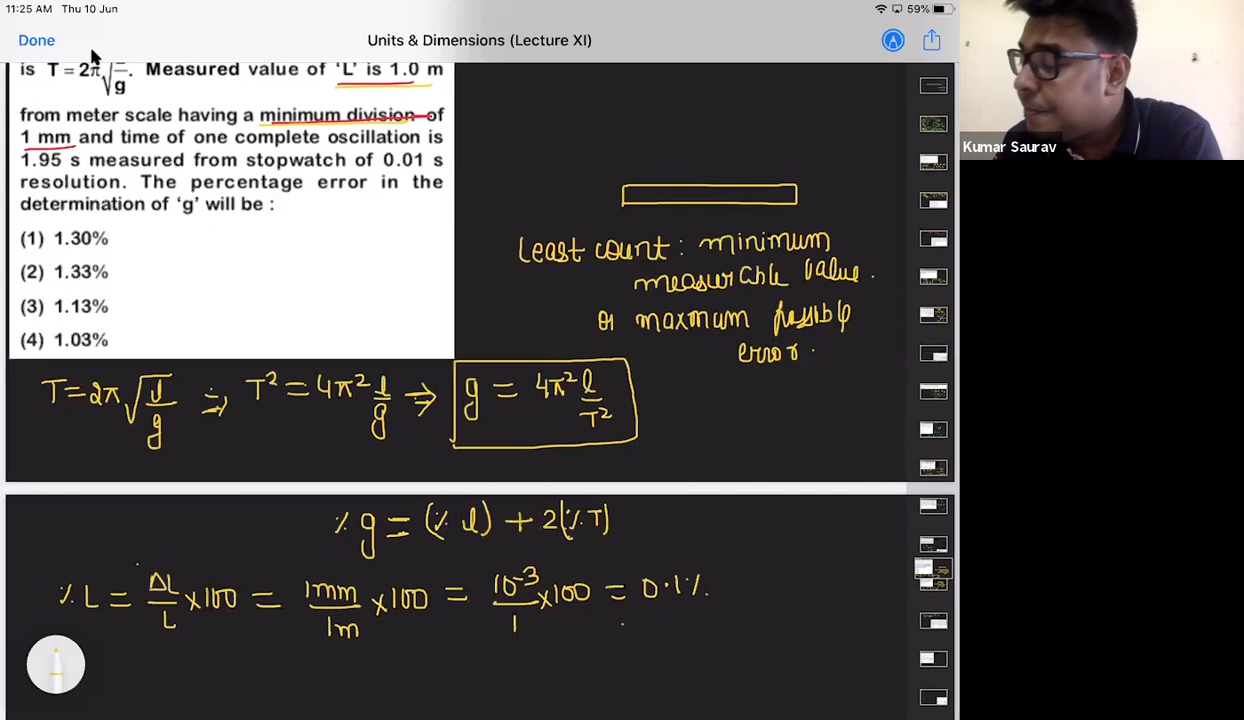 11:25 AM Thu 10 Jun
59%
Done
Units & Dimensions (Lecture XI)
is T = 2π√—/g. Measured value of 'L' is 1.0 m
from meter scale having a minimum division of
1 mm and time of one complete oscillation is
1.95 s measured from stopwatch of 0.01 s
resolution. The percentage error in the
determination of 'g' will be :
(1) 1.30%
(2) 1.33%
(3) 1.13%
(4) 1.03%
Kumar Saurav
Least count : minimum
measurable value.
or maxmum possible
error.
T = 2π√(l/g) ⇒ T² = 4π² l/g ⇒ g = 4π² l/T²
% g = (% l) + 2(% T)
% L = ΔL/L × 100 = 1mm/1m × 100 = 10⁻³/1 × 100 = 0.1%.